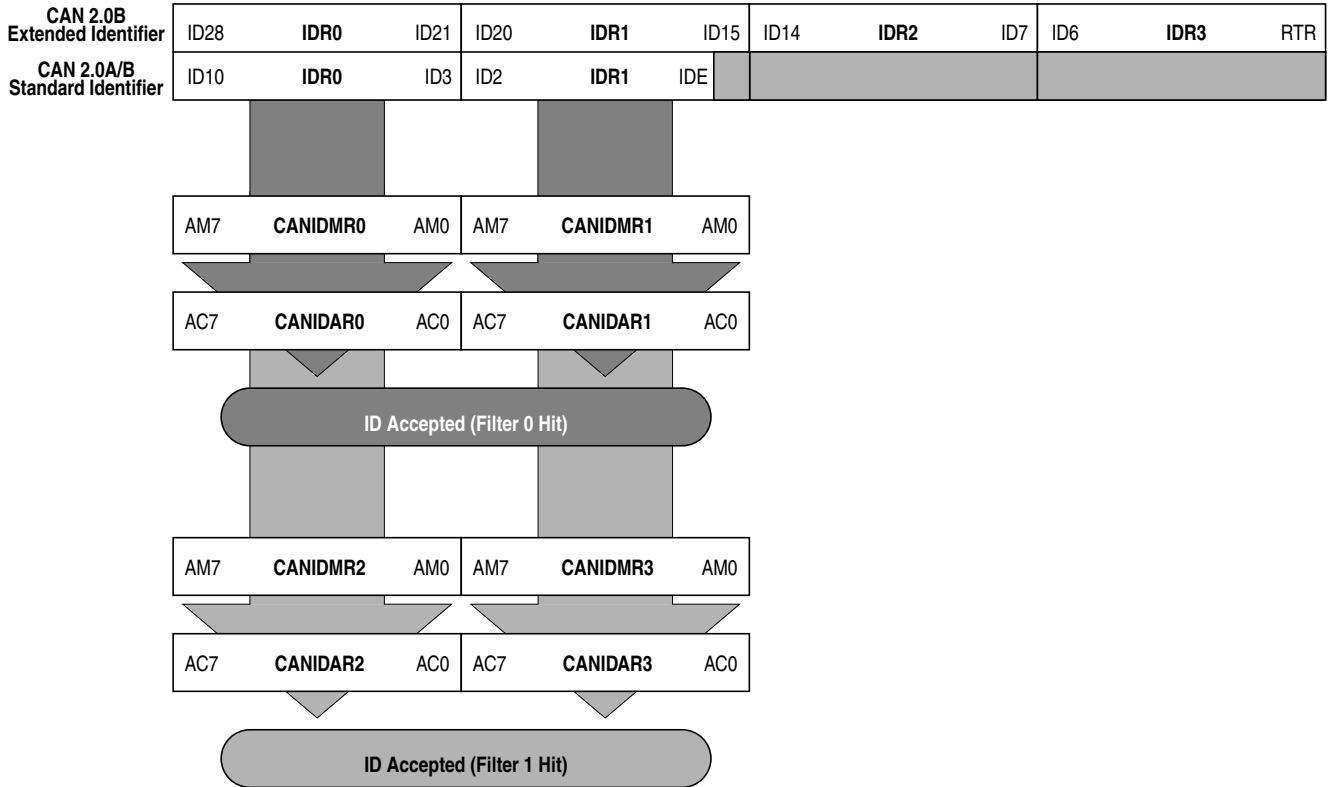 CAN 2.0B
Extended Identifier
ID28 IDR0 ID21 ID20 IDR1 ID15 ID14 IDR2 ID7 ID6 IDR3 RTR
CAN 2.0A/B
Standard Identifier
ID10 IDR0 ID3 ID2 IDR1 IDE
AM7 CANIDMR0 AM0 AM7 CANIDMR1 AM0
AC7 CANIDAR0 AC0 AC7 CANIDAR1 AC0
ID Accepted (Filter 0 Hit)
AM7 CANIDMR2 AM0 AM7 CANIDMR3 AM0
AC7 CANIDAR2 AC0 AC7 CANIDAR3 AC0
ID Accepted (Filter 1 Hit)